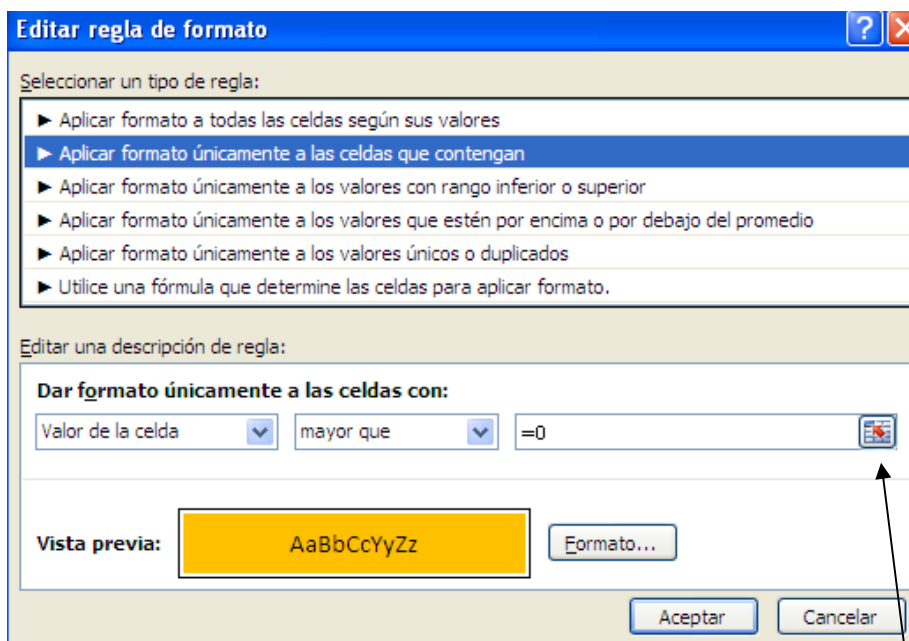 Editar regla de formato
Seleccionar un tipo de regla:
► Aplicar formato a todas las celdas según sus valores
► Aplicar formato únicamente a las celdas que contengan
► Aplicar formato únicamente a los valores con rango inferior o superior
► Aplicar formato únicamente a los valores que estén por encima o por debajo del promedio
► Aplicar formato únicamente a los valores únicos o duplicados
► Utilice una fórmula que determine las celdas para aplicar formato.
Editar una descripción de regla:
Dar formato únicamente a las celdas con:
Valor de la celda mayor que =0
Vista previa: AaBbCcYyZz Formato...
Aceptar Cancelar